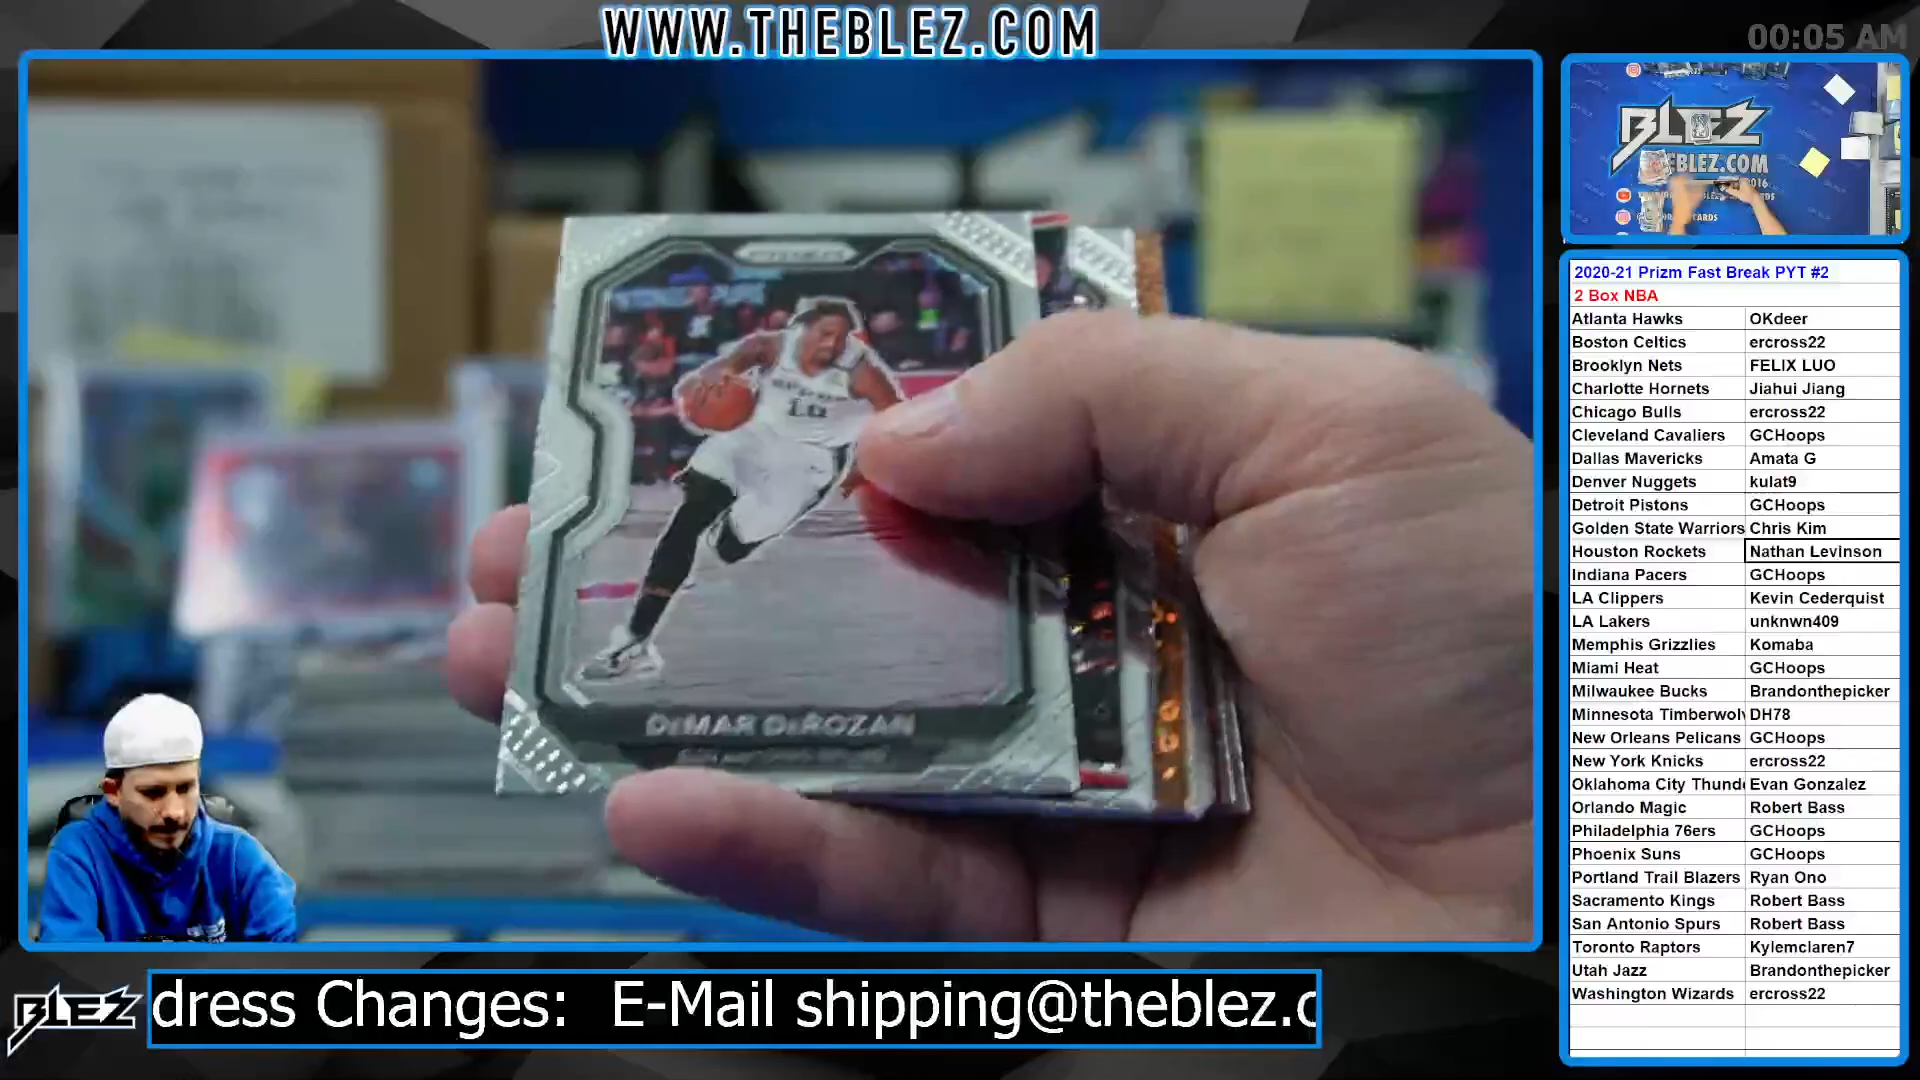 WWW.THEBLEZ.COM
00:05 AM
BLEZ
EBLEZ.COM
2020-21 Prizm Fast Break PYT #2
2 Box NBA
Atlanta Hawks OKdeer
Boston Celtics ercross22
Brooklyn Nets FELIX LUO
Charlotte Hornets Jiahui Jiang
Chicago Bulls ercross22
Cleveland Cavaliers GCHoops
Dallas Mavericks Amata G
Denver Nuggets kulat9
Detroit Pistons GCHoops
Golden State Warriors Chris Kim
Houston Rockets Nathan Levinson
Indiana Pacers GCHoops
LA Clippers Kevin Cederquist
LA Lakers unknwn409
Memphis Grizzlies Komaba
Miami Heat GCHoops
Milwaukee Bucks Brandonthepicker
Minnesota Timberwol DH78
New Orleans Pelicans GCHoops
New York Knicks ercross22
Oklahoma City Thund Evan Gonzalez
Orlando Magic Robert Bass
Philadelphia 76ers GCHoops
Phoenix Suns GCHoops
Portland Trail Blazers Ryan Ono
Sacramento Kings Robert Bass
San Antonio Spurs Robert Bass
Toronto Raptors Kylemclaren7
Utah Jazz Brandonthepicker
Washington Wizards ercross22
DeMAR DeROZAN
BLEZ
dress Changes: E-Mail shipping@theblez.c